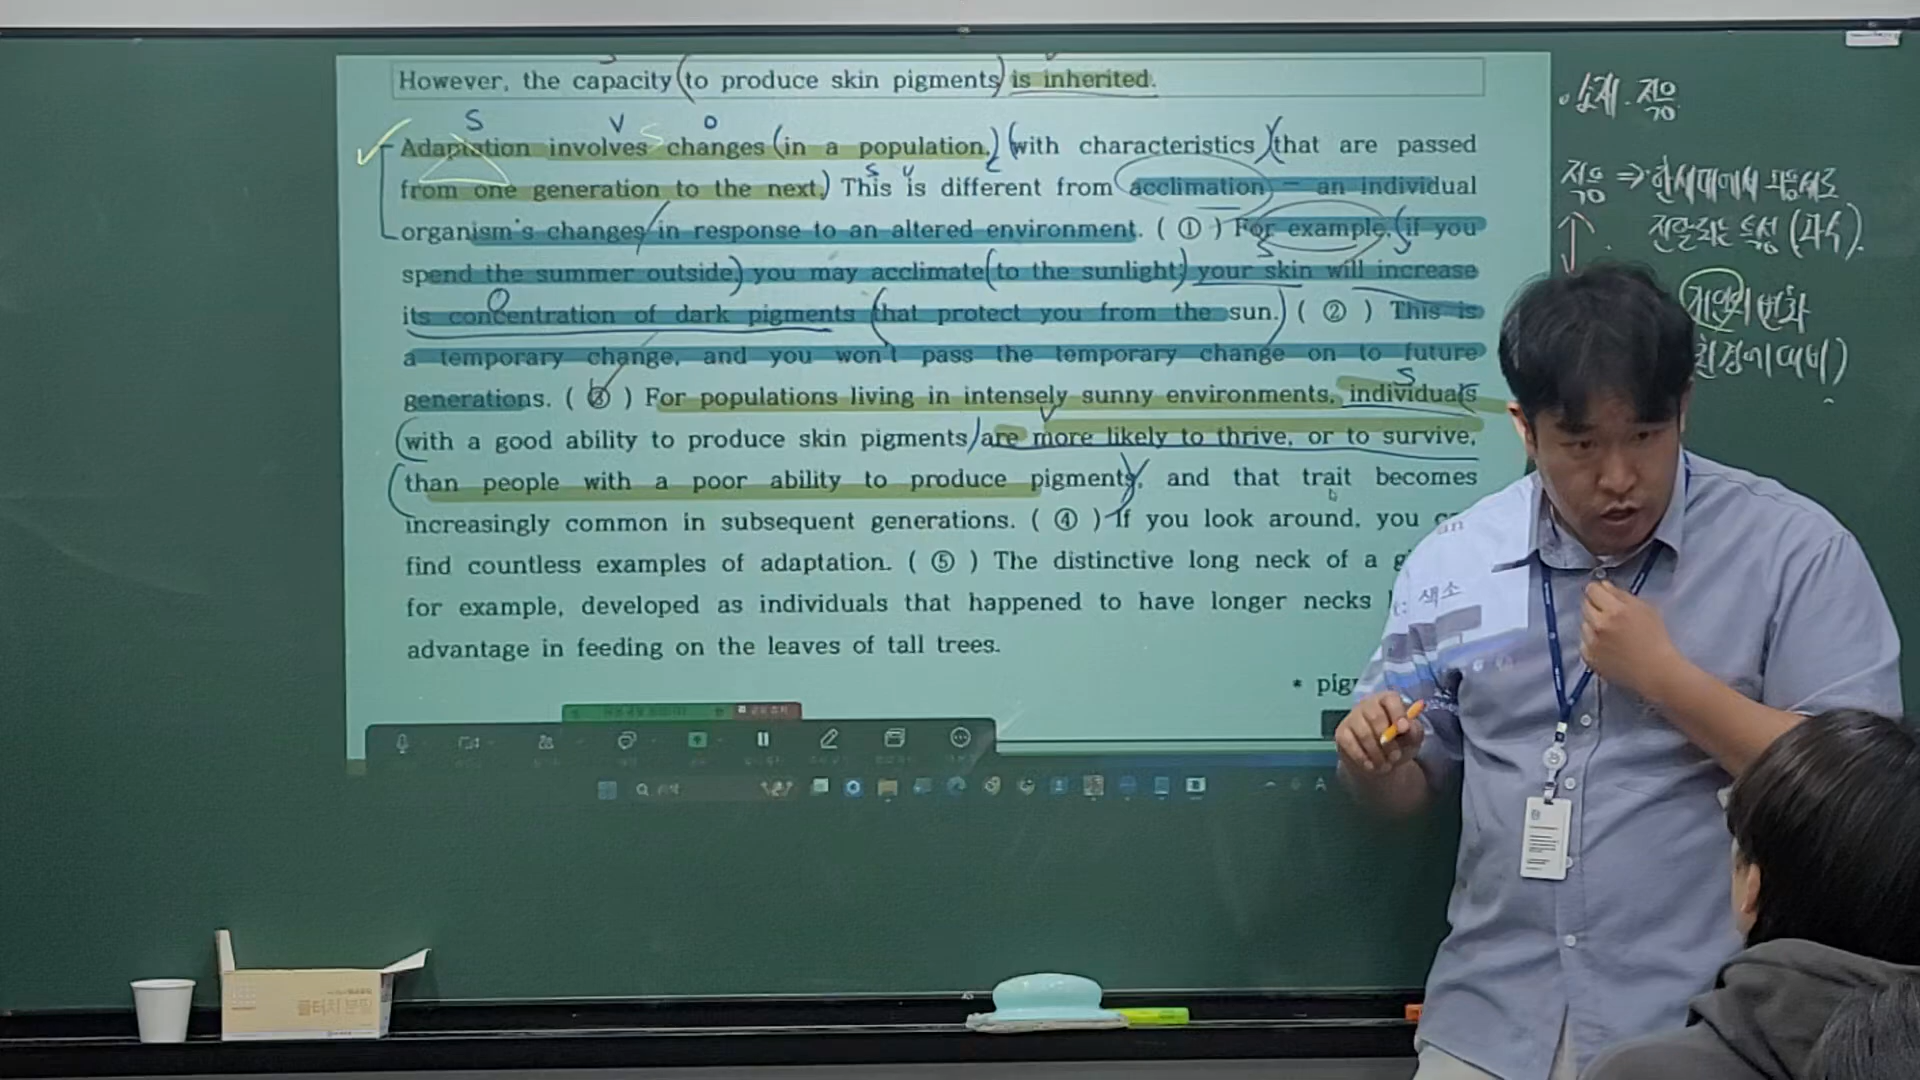 However, the capacity to produce skin pigments is inherited.
S V S O
Adaptation involves changes in a population, with characteristics that are passed
S V
from one generation to the next. This is different from acclimation — an individual
organism's changes in response to an altered environment. ( ① ) For example, if you
S
spend the summer outside, you may acclimate to the sunlight; your skin will increase
O
its concentration of dark pigments that protect you from the sun. ( ② ) This is
a temporary change, and you won't pass the temporary change on to future
S
generations. ( ③ ) For populations living in intensely sunny environments, individuals
V
with a good ability to produce skin pigments are more likely to thrive, or to survive,
than people with a poor ability to produce pigments, and that trait becomes
increasingly common in subsequent generations. ( ④ ) If you look around, you can
find countless examples of adaptation. ( ⑤ ) The distinctive long neck of a
for example, developed as individuals that happened to have longer necks
advantage in feeding on the leaves of tall trees.
색소
소재. 적응
적응 ⇒ 한 세대에서 다음 세대로
전달되는 특성
개인의 변화
A